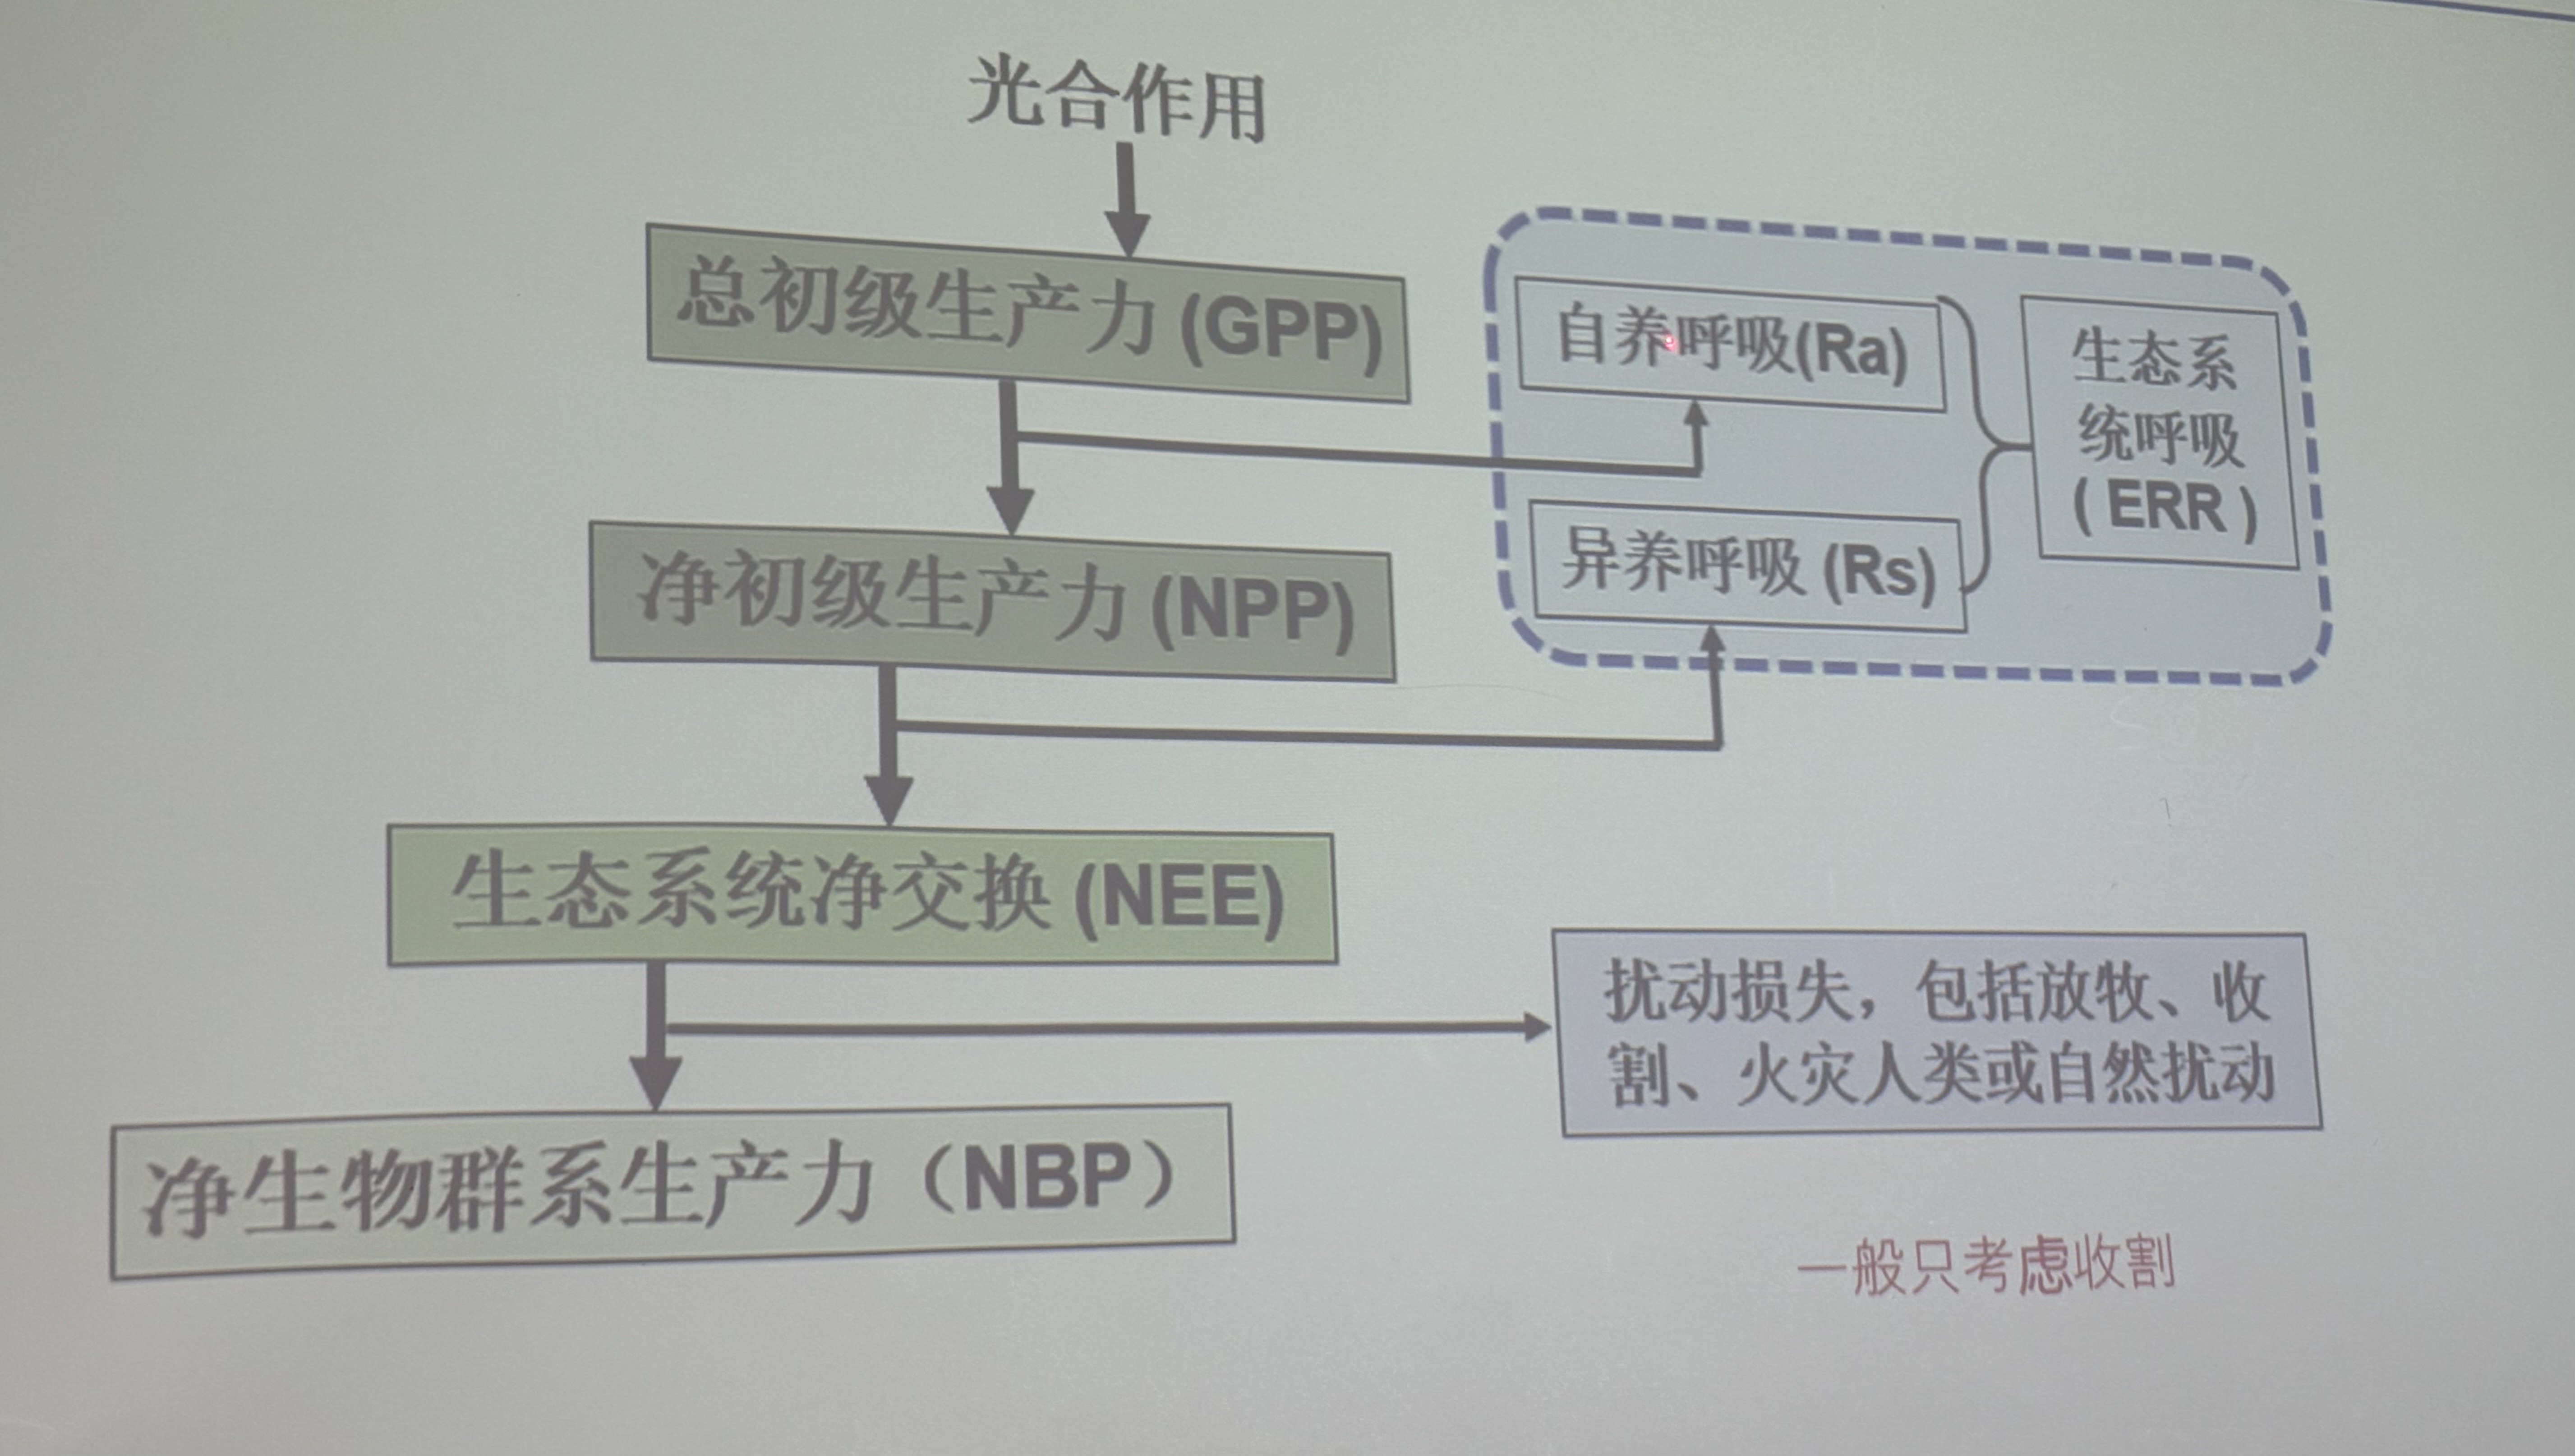 光合作用
总初级生产力 (GPP)
自养呼吸(Ra)
生态系
统呼吸
( ERR )
净初级生产力 (NPP)
异养呼吸 (Rs)
生态系统净交换 (NEE)
扰动损失，包括放牧、收
割、火灾人类或自然扰动
净生物群系生产力（NBP）
一般只考虑收割